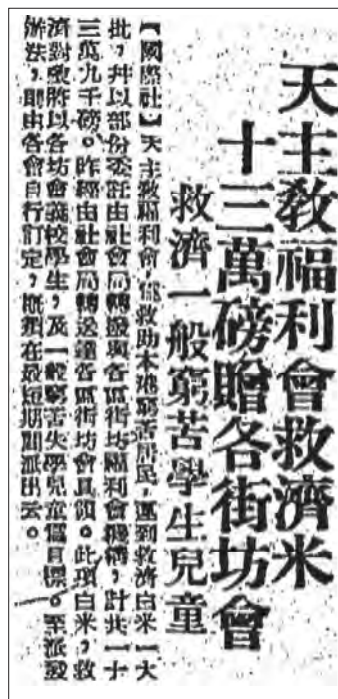 天主教福利會救濟米
十三萬磅贈各街坊會
救濟一般窮苦學生兒童
【國際社】天主教福利會，為救助本地窮苦居民，運到救濟白米一大
批，并以部份委託由社會局轉發與各區街坊福利會機構，計共一十
三萬九千磅。昨經由社會局轉送達各區街坊會具領。此項白米，救
濟對象將以各坊會義校學生，及一般窮苦失學兒童為目標。至派發
辦法，則由各會自行訂定，既須在最短期間派出云。